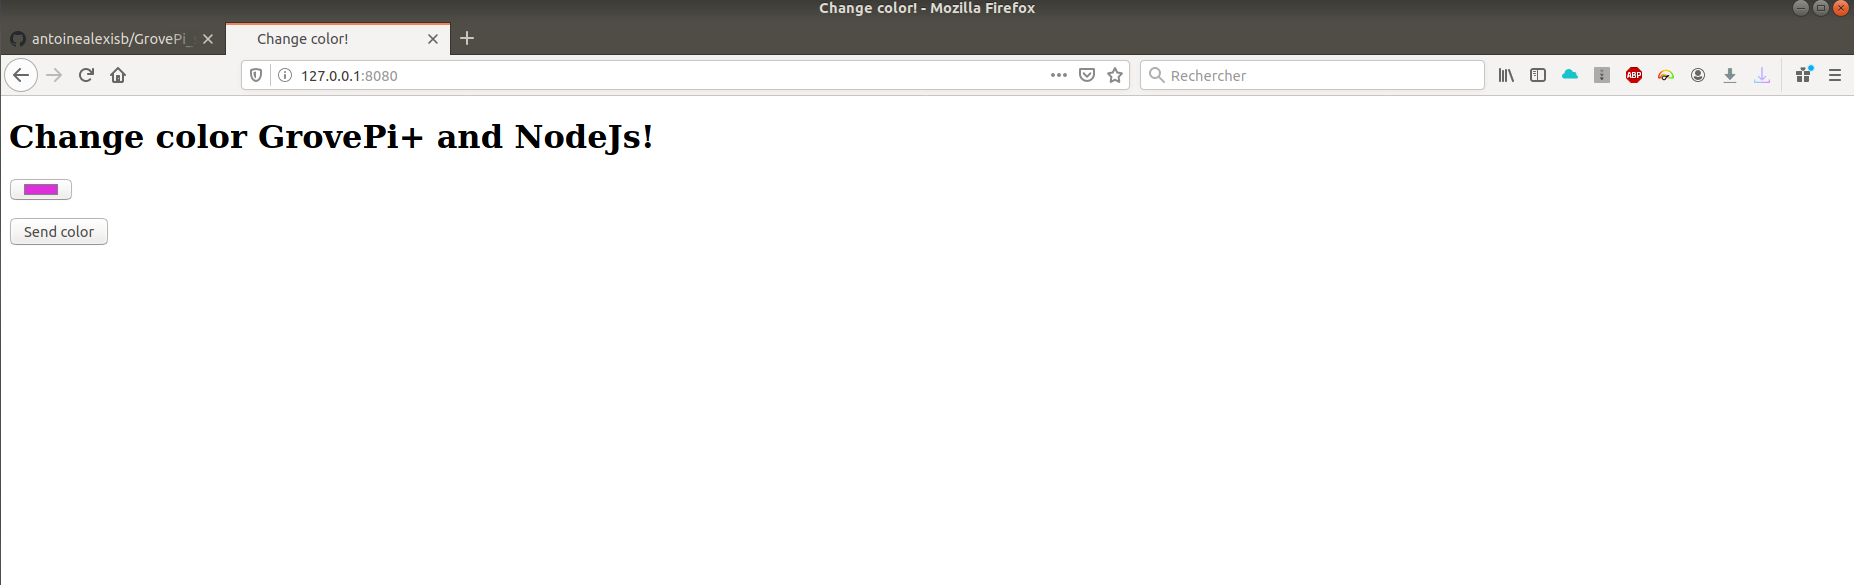 Change color! - Mozilla Firefox
antoinealexisb/GrovePi_
Change color!
127.0.0.1:8080
Rechercher
ABP
Change color GrovePi+ and NodeJs!
Send color